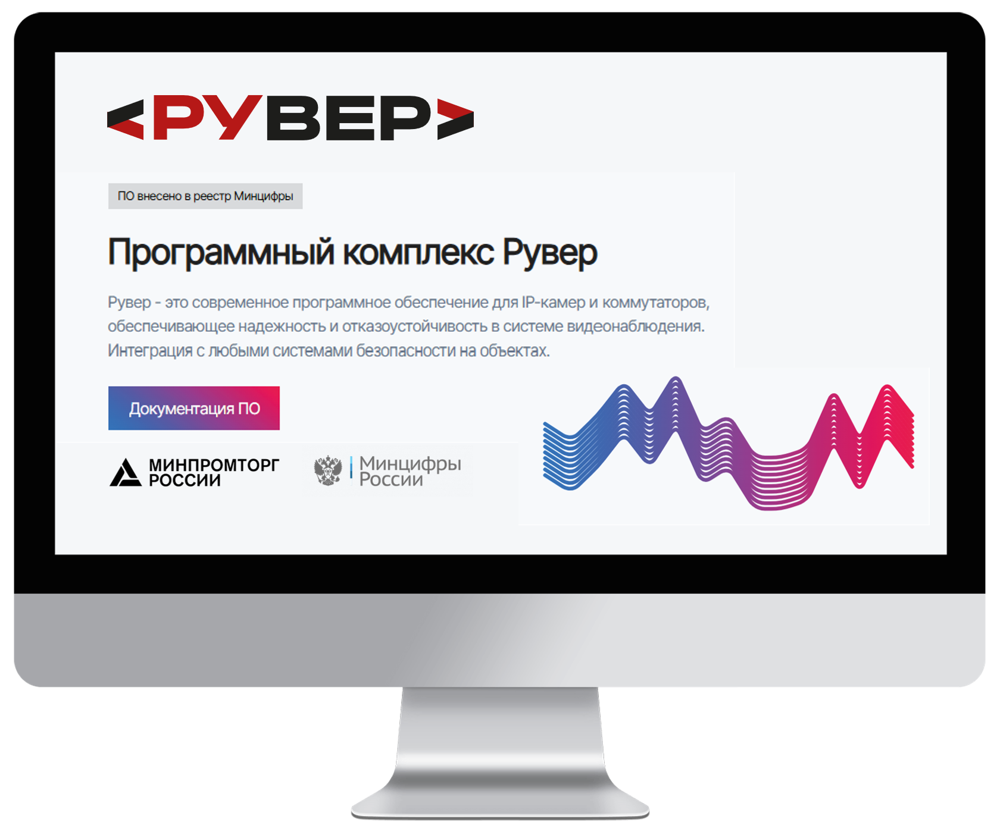 <РУВЕР>
ПО внесено в реестр Минцифры
Программный комплекс Рувер
Рувер - это современное программное обеспечение для IP-камер и коммутаторов,
обеспечивающее надежность и отказоустойчивость в системе видеонаблюдения.
Интеграция с любыми системами безопасности на объектах.
Документация ПО
МИНПРОМТОРГ
РОССИИ
Минцифры
России